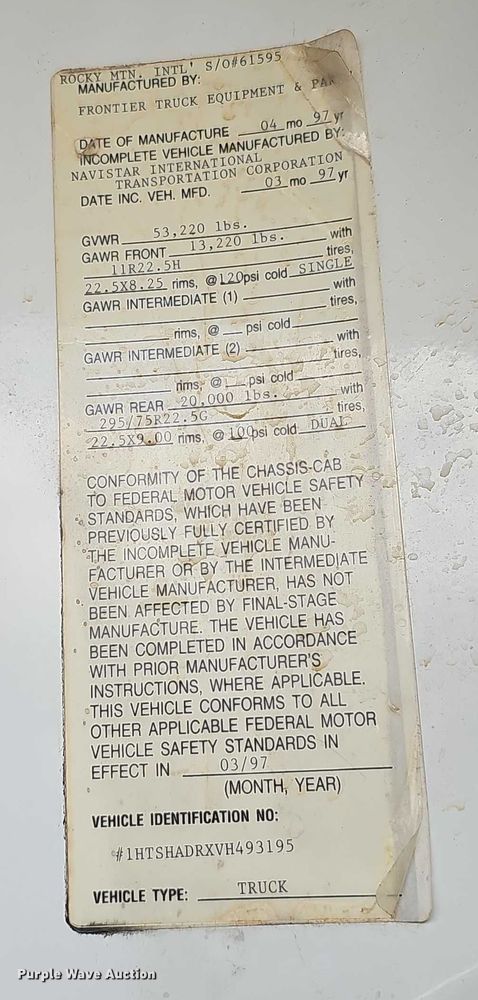 ROCKY MTN. INTL' S/O#61595
MANUFACTURED BY:
FRONTIER TRUCK EQUIPMENT &
DATE OF MANUFACTURE 04 mo 97 yr
INCOMPLETE VEHICLE MANUFACTURED BY:
NAVISTAR INTERNATIONAL
TRANSPORTATION CORPORATION
DATE INC. VEH. MFD. 03 mo 97 yr
GVWR 53,220 lbs.
GAWR FRONT 13,220 lbs. with
11R22.5H tires,
22.5X8.25 rims, @ 120 psi cold SINGLE
GAWR INTERMEDIATE (1) with
tires,
rims, @ psi cold
GAWR INTERMEDIATE (2) with
tires,
rims, @ psi cold
GAWR REAR 20,000 lbs. with
295/75R22.5G tires,
22.5X9.00 rims, @ 100 psi cold DUAL
CONFORMITY OF THE CHASSIS-CAB
TO FEDERAL MOTOR VEHICLE SAFETY
STANDARDS, WHICH HAVE BEEN
PREVIOUSLY FULLY CERTIFIED BY
THE INCOMPLETE VEHICLE MANU-
FACTURER OR BY THE INTERMEDIATE
VEHICLE MANUFACTURER, HAS NOT
BEEN AFFECTED BY FINAL-STAGE
MANUFACTURE. THE VEHICLE HAS
BEEN COMPLETED IN ACCORDANCE
WITH PRIOR MANUFACTURER'S
INSTRUCTIONS, WHERE APPLICABLE.
THIS VEHICLE CONFORMS TO ALL
OTHER APPLICABLE FEDERAL MOTOR
VEHICLE SAFETY STANDARDS IN
EFFECT IN 03/97
(MONTH, YEAR)
VEHICLE IDENTIFICATION NO:
#1HTSHADRXVH493195
VEHICLE TYPE: TRUCK
Purple Wave Auction